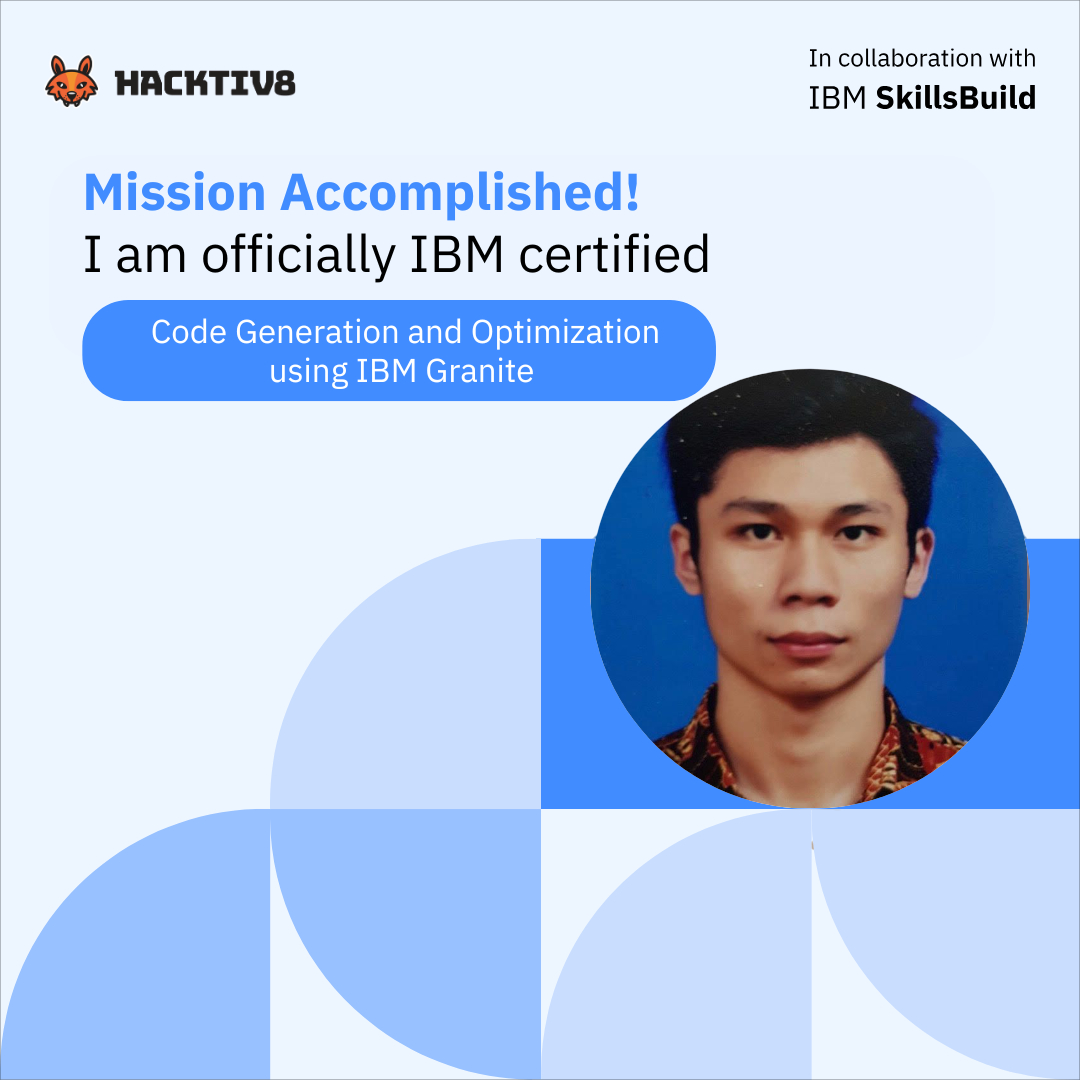 HACKTIV8
In collaboration with
IBM SkillsBuild
Mission Accomplished!
I am officially IBM certified
Code Generation and Optimization
using IBM Granite